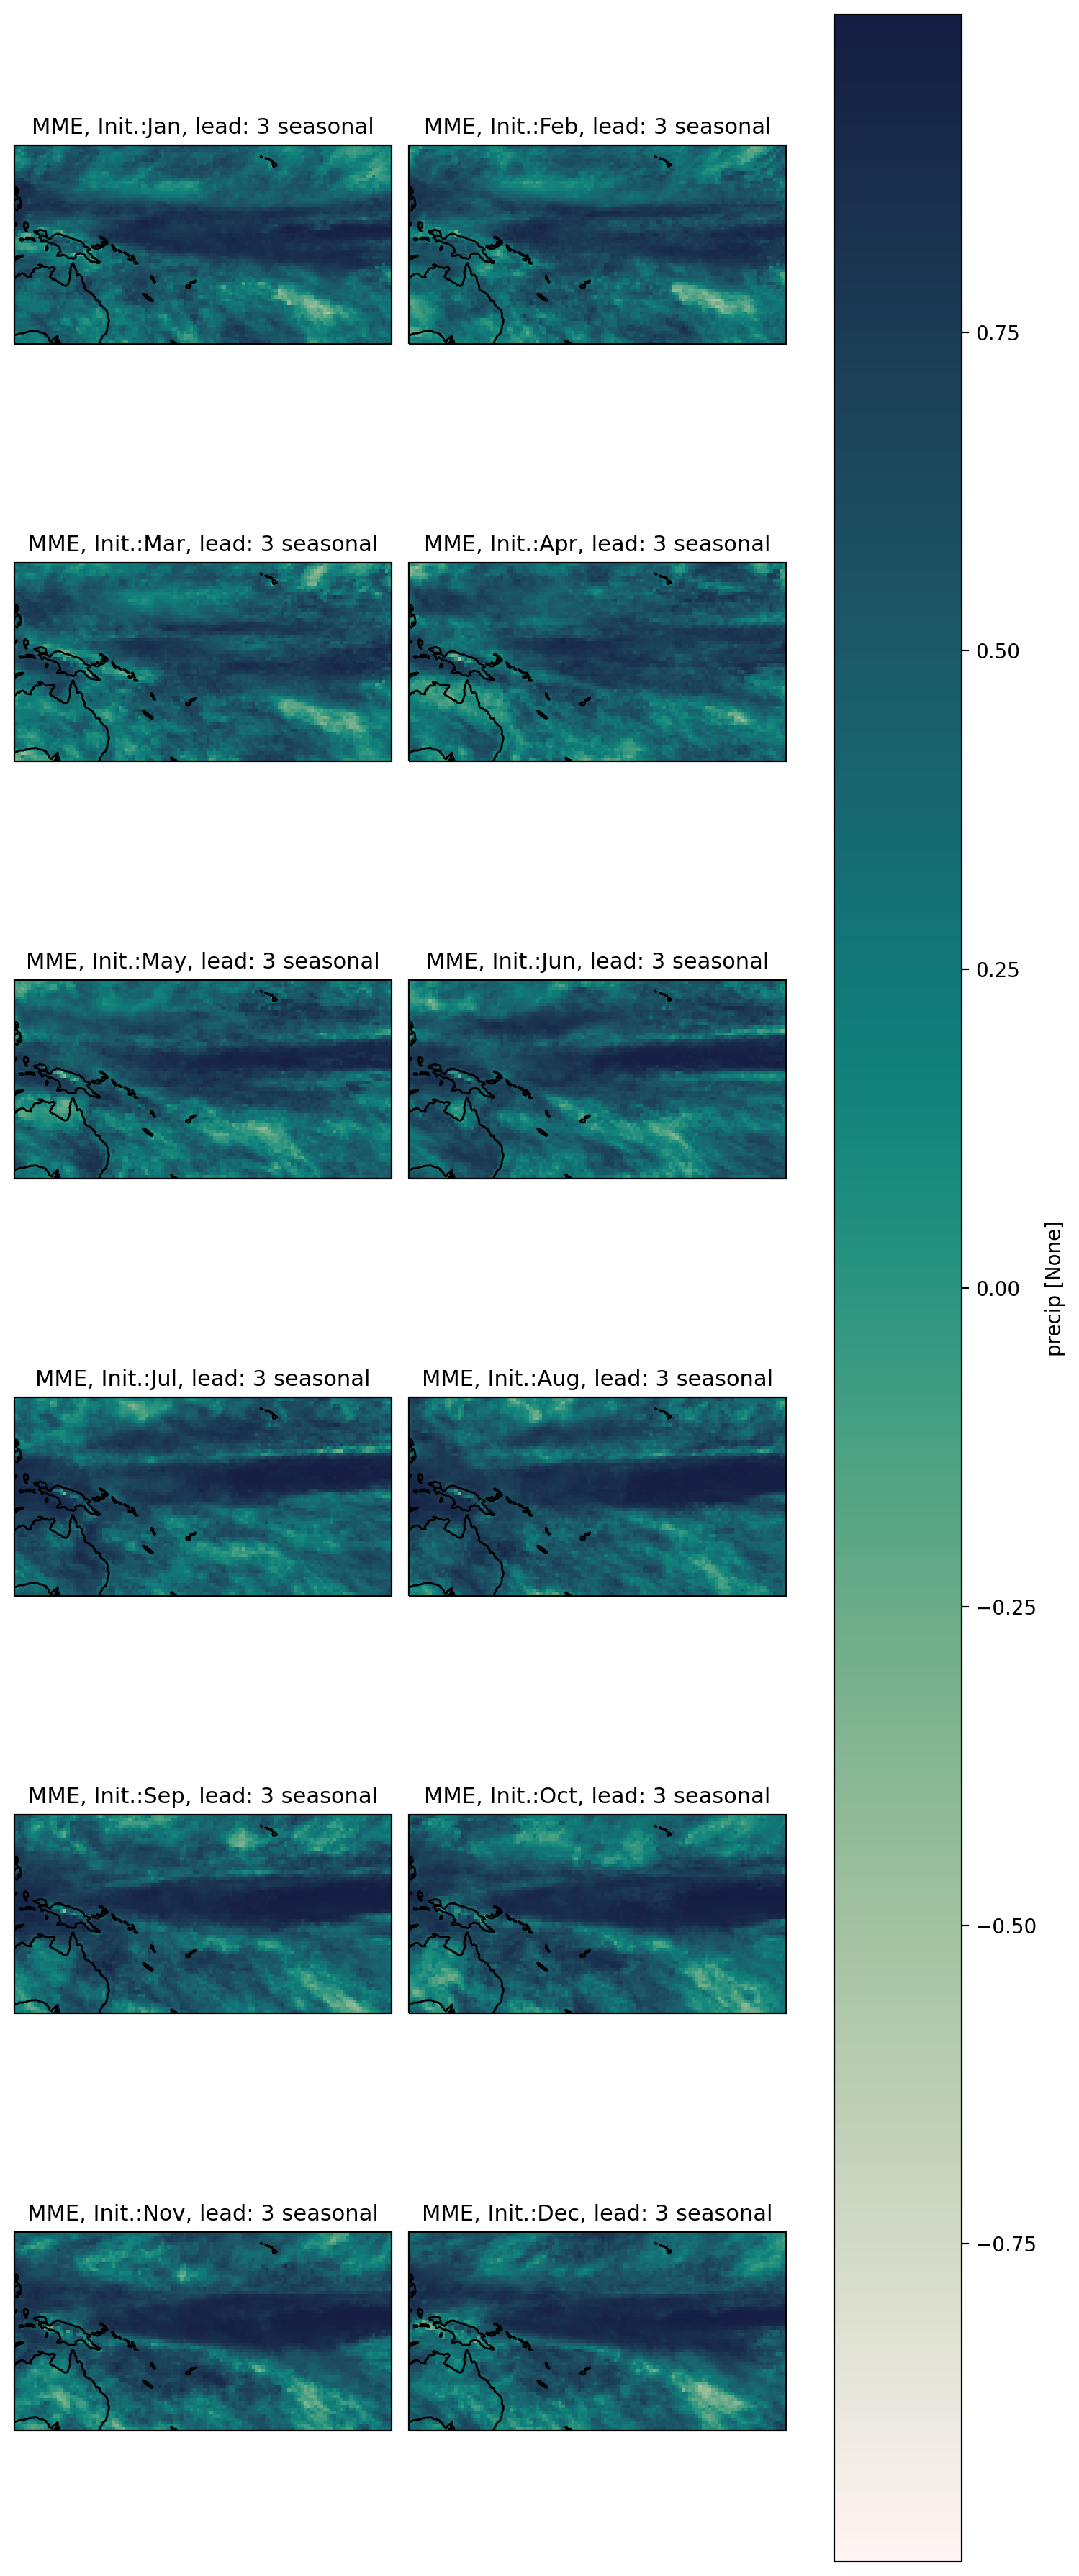 MME, Init.:Jan, lead: 3 seasonal
MME, Init.:Feb, lead: 3 seasonal
MME, Init.:Mar, lead: 3 seasonal
MME, Init.:Apr, lead: 3 seasonal
MME, Init.:May, lead: 3 seasonal
MME, Init.:Jun, lead: 3 seasonal
MME, Init.:Jul, lead: 3 seasonal
MME, Init.:Aug, lead: 3 seasonal
MME, Init.:Sep, lead: 3 seasonal
MME, Init.:Oct, lead: 3 seasonal
MME, Init.:Nov, lead: 3 seasonal
MME, Init.:Dec, lead: 3 seasonal
0.75
0.50
0.25
0.00
−0.25
−0.50
−0.75
precip [None]